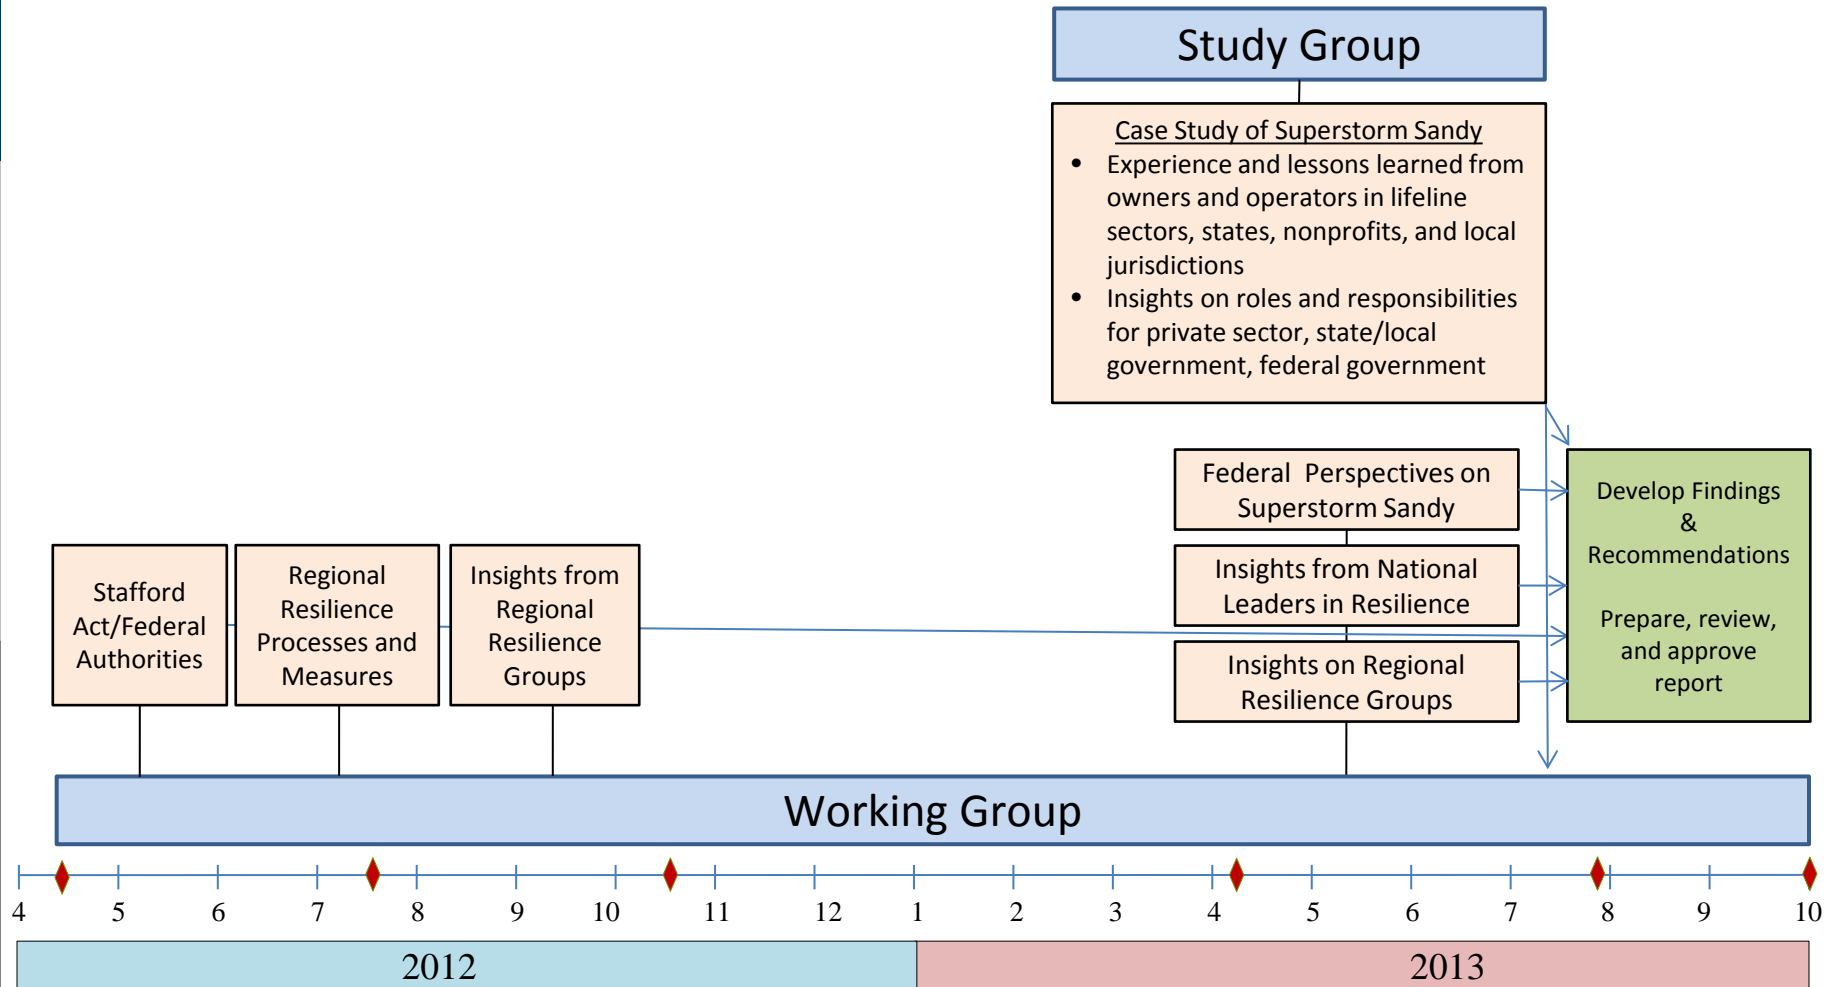 Study Group
Case Study of Superstorm Sandy
• Experience and lessons learned from
owners and operators in lifeline
sectors, states, nonprofits, and local
jurisdictions
• Insights on roles and responsibilities
for private sector, state/local
government, federal government
Federal Perspectives on
Superstorm Sandy
Insights from National
Leaders in Resilience
Insights on Regional
Resilience Groups
Develop Findings
&
Recommendations
Prepare, review,
and approve
report
Stafford
Act/Federal
Authorities
Regional
Resilience
Processes and
Measures
Insights from
Regional
Resilience
Groups
Working Group
4 5 6 7 8 9 10 11 12 1 2 3 4 5 6 7 8 9 10
2012 2013